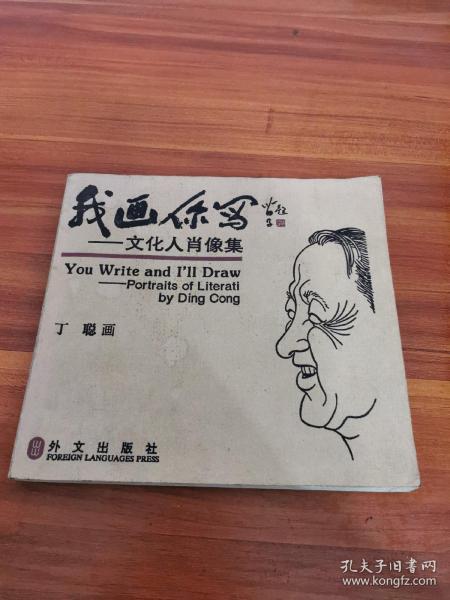 我画你写
——文化人肖像集
You Write and I'll Draw
——Portraits of Literati
by Ding Cong
丁 聪 画
外文出版社
FOREIGN LANGUAGES PRESS
孔夫子旧书网
www.kongfz.com